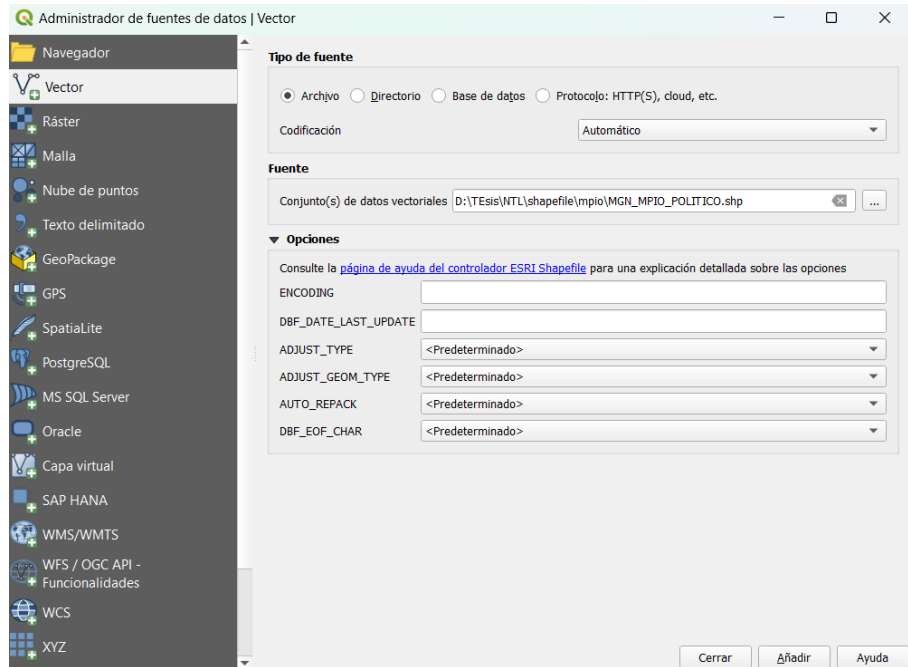 Administrador de fuentes de datos | Vector
Navegador
Vector
Ráster
Malla
Nube de puntos
Texto delimitado
GeoPackage
GPS
SpatiaLite
PostgreSQL
MS SQL Server
Oracle
Capa virtual
SAP HANA
WMS/WMTS
WFS / OGC API -
Funcionalidades
WCS
XYZ
Tipo de fuente
Archivo Directorio Base de datos Protocolo: HTTP(S), cloud, etc.
Codificación Automático
Fuente
Conjunto(s) de datos vectoriales D:\TEsis\NTL\shapefile\mpio\MGN_MPIO_POLITICO.shp ...
Opciones
Consulte la página de ayuda del controlador ESRI Shapefile para una explicación detallada sobre las opciones
ENCODING
DBF_DATE_LAST_UPDATE
ADJUST_TYPE <Predeterminado>
ADJUST_GEOM_TYPE <Predeterminado>
AUTO_REPACK <Predeterminado>
DBF_EOF_CHAR <Predeterminado>
Cerrar Añadir Ayuda